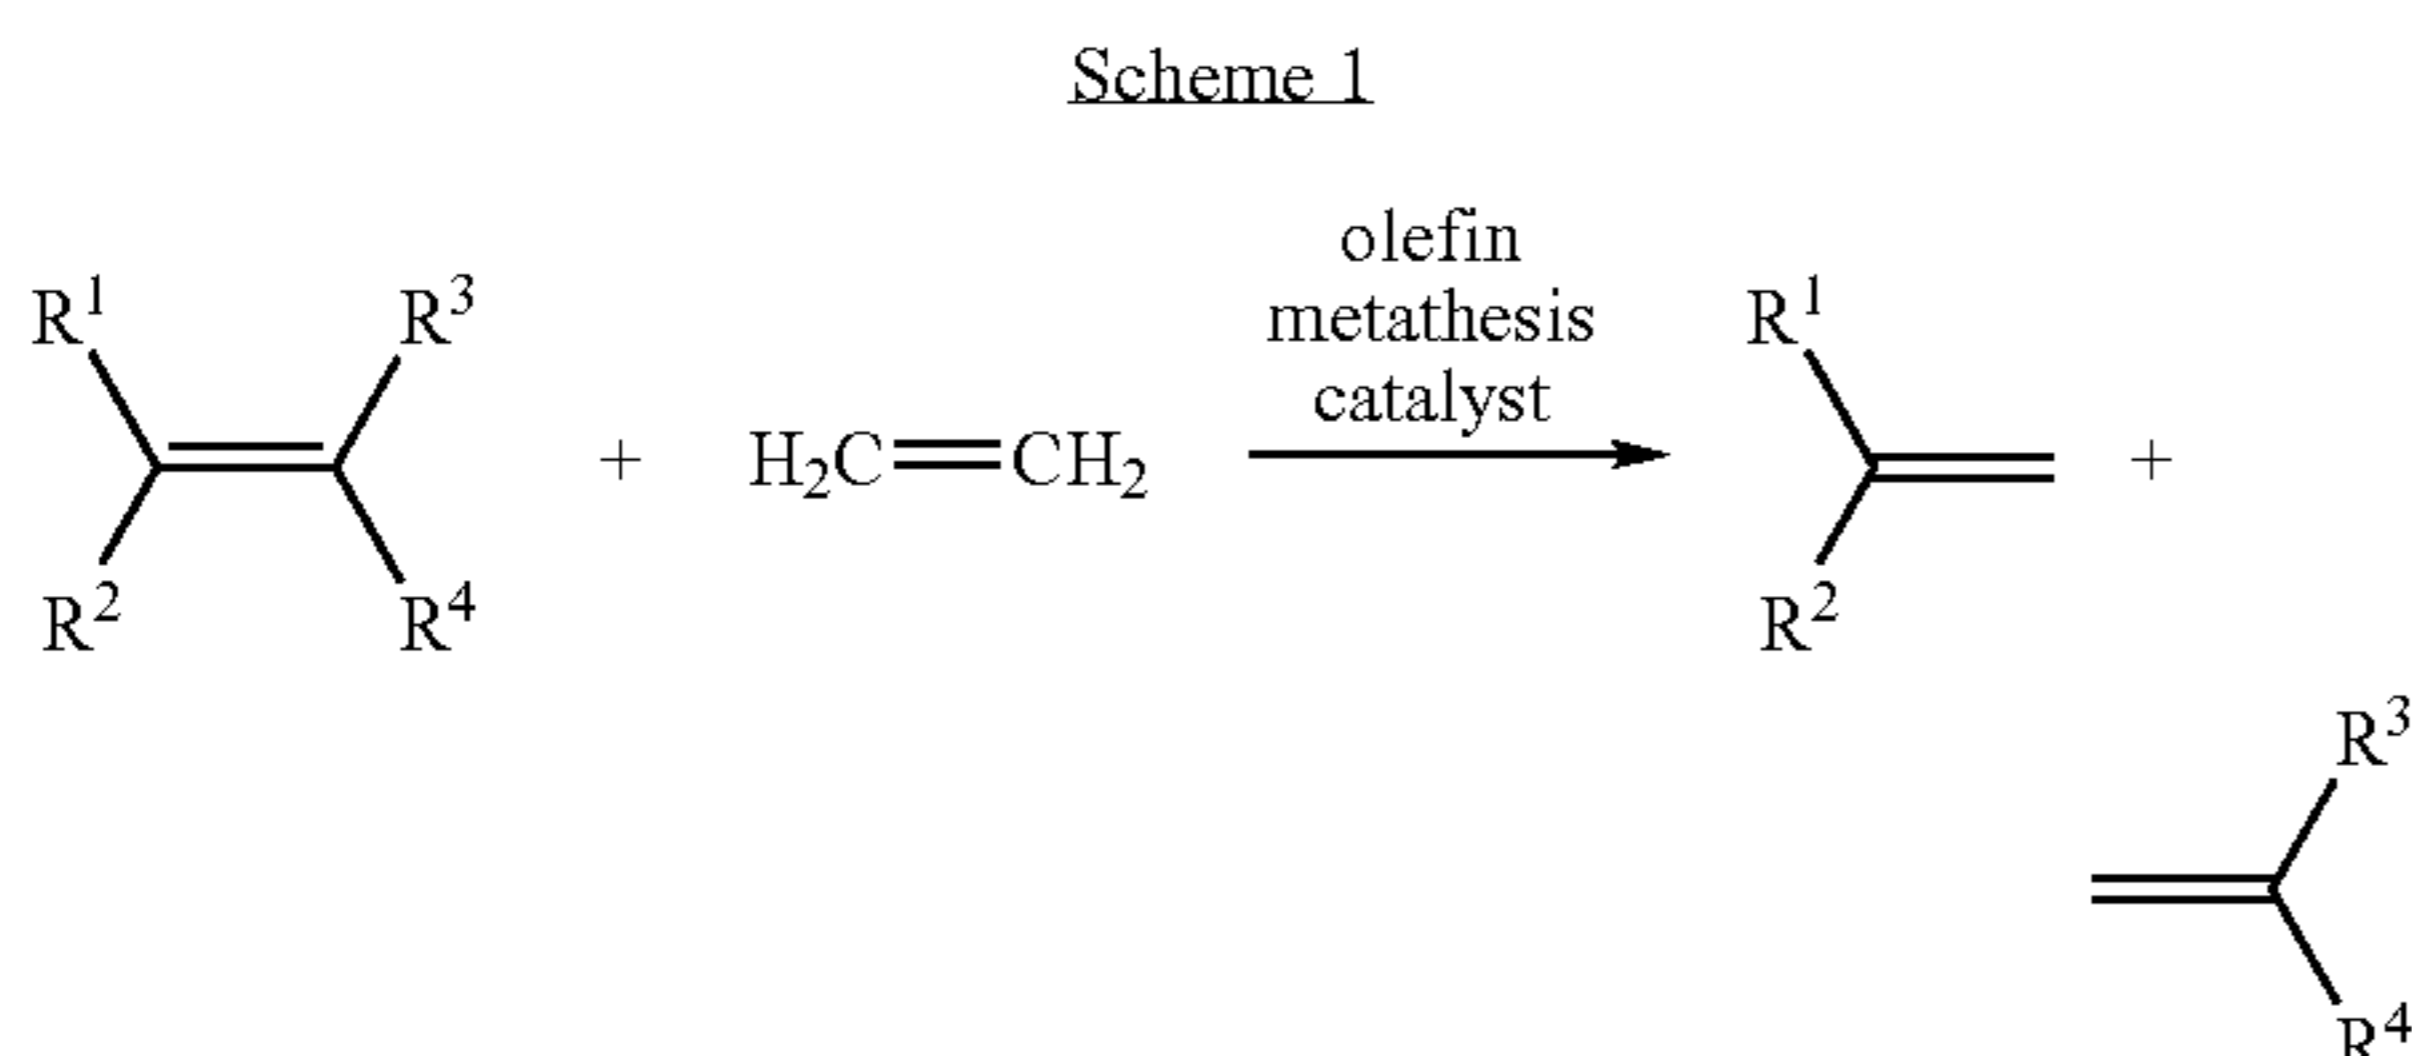 Scheme 1
olefin
metathesis
catalyst
R¹ R³ R¹
+ H₂C=CH₂ +
R² R⁴ R²
R³
R⁴